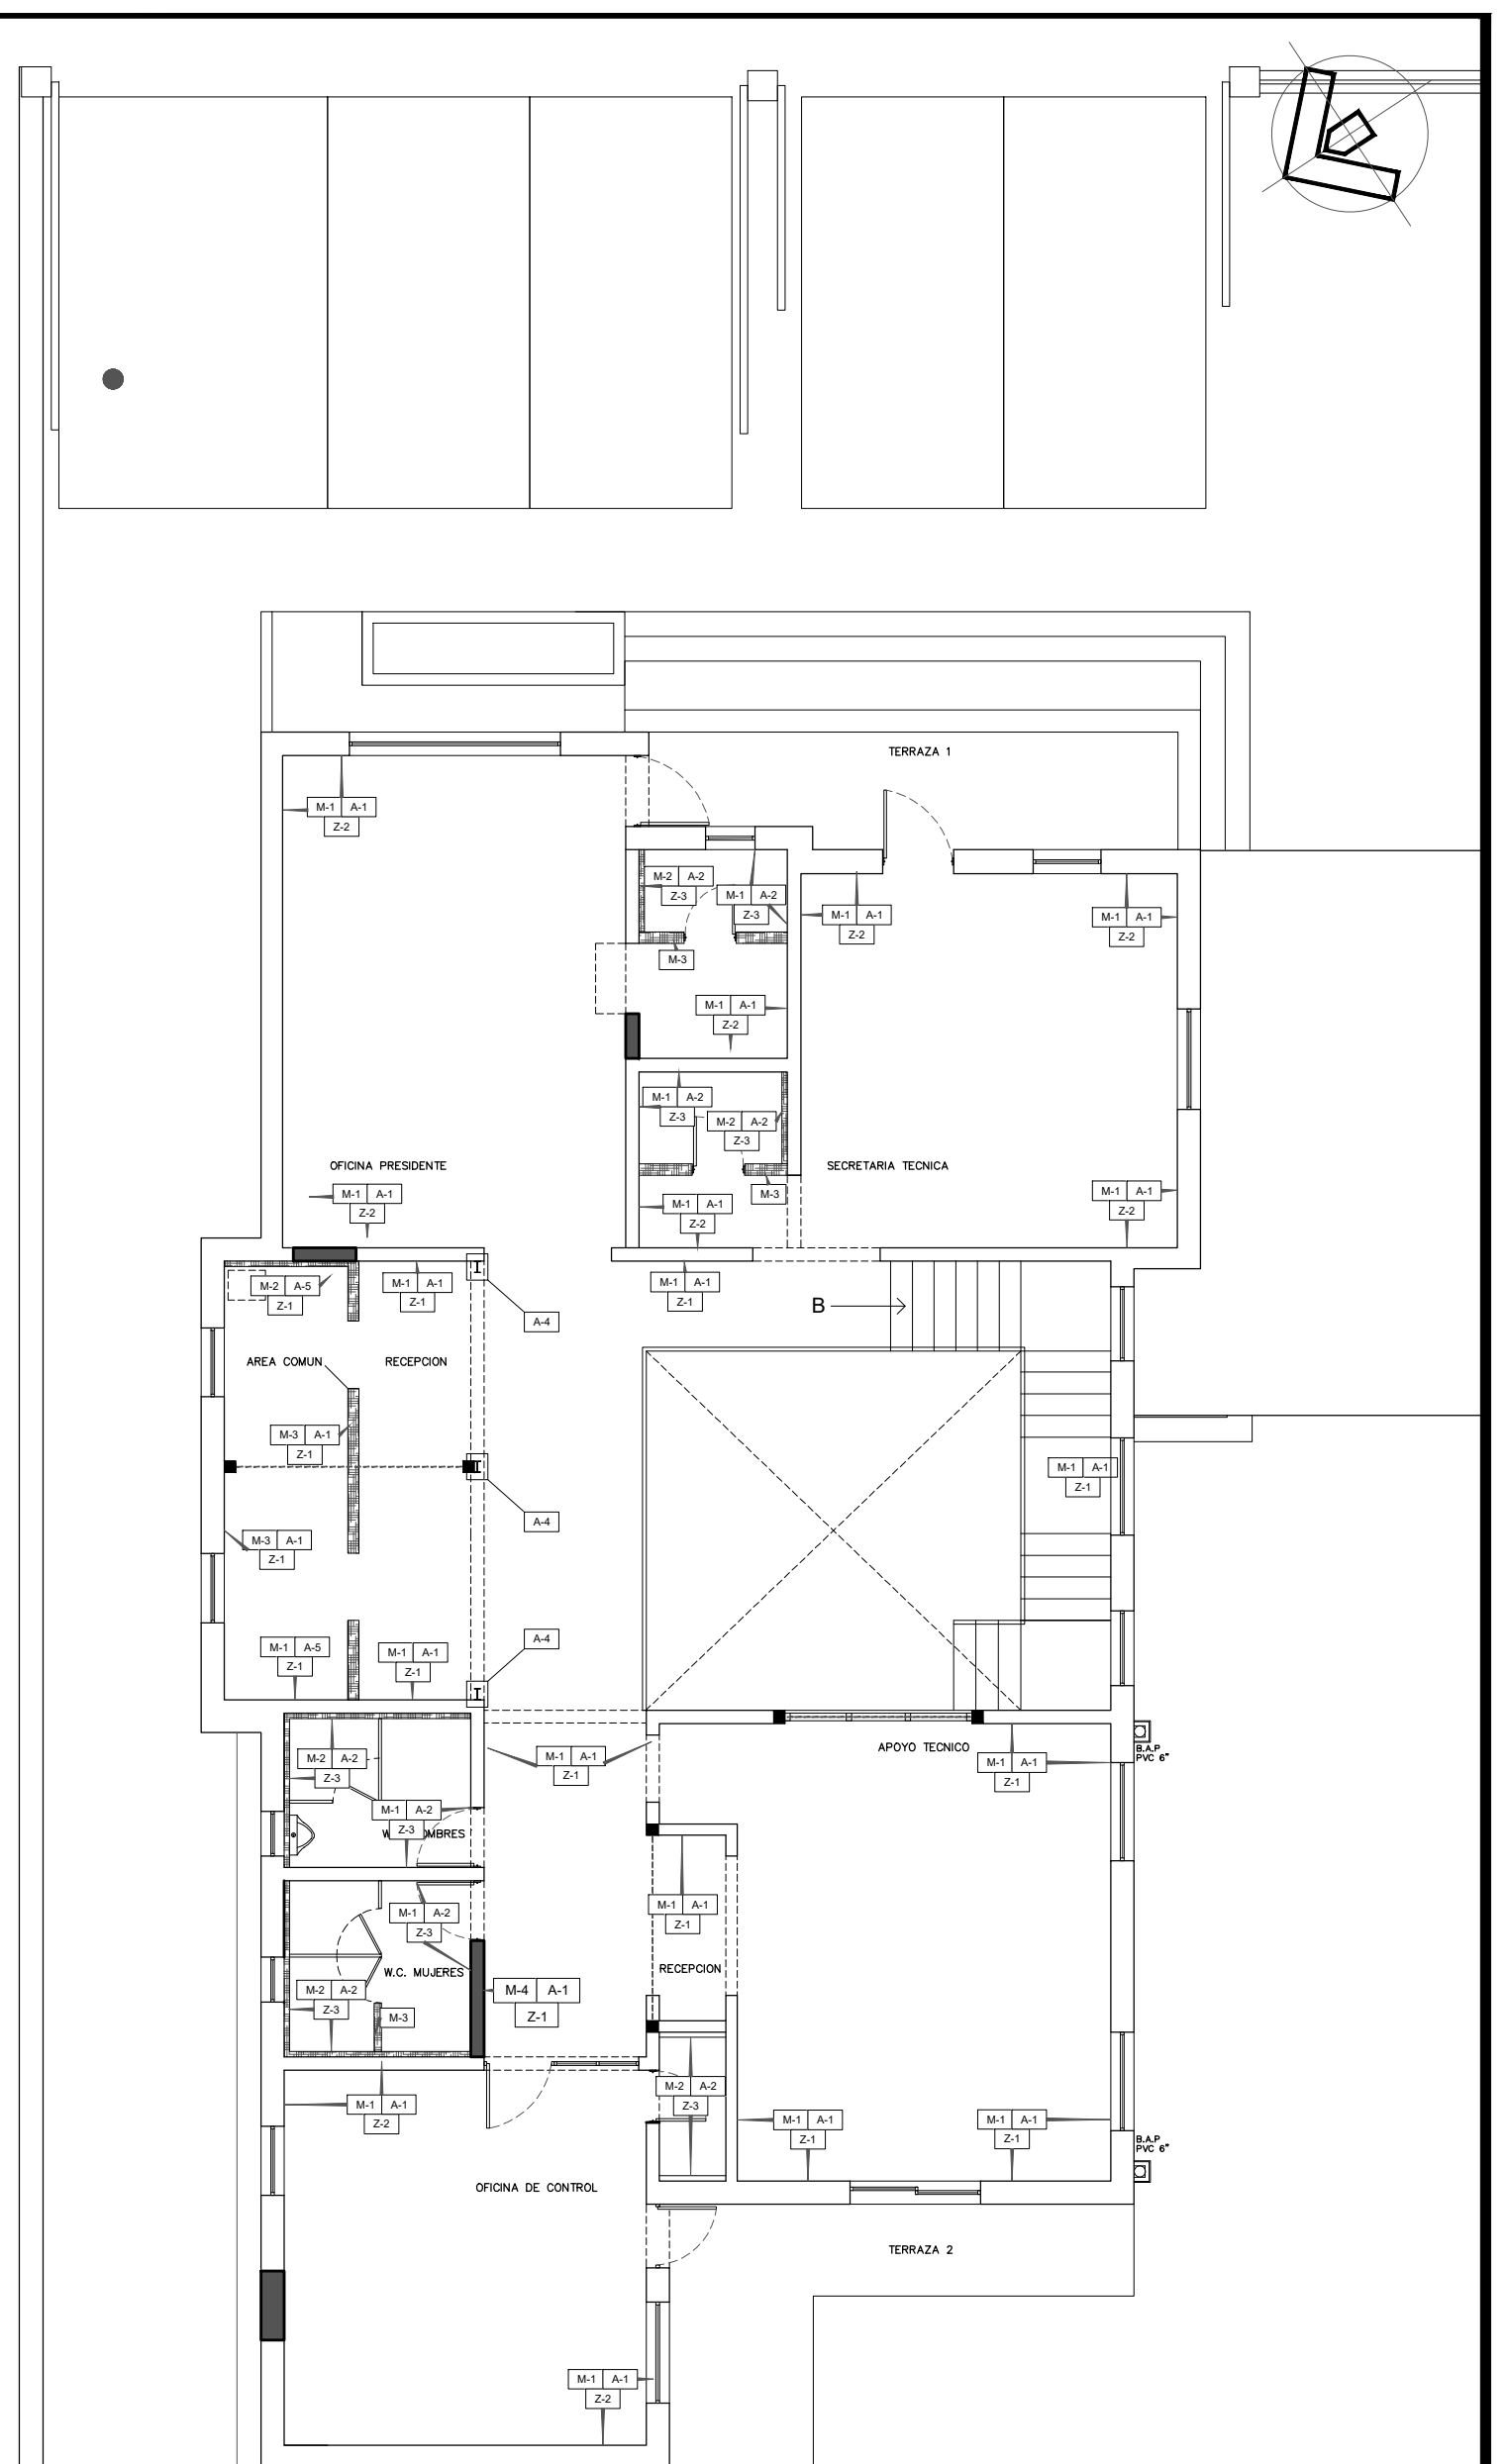 TERRAZA 1
M-1 A-1
Z-2
M-2 A-2
Z-3
M-1 A-2
Z-3
M-1 A-1
Z-2
M-1 A-1
Z-2
M-3
M-1 A-1
Z-2
M-1 A-2
Z-3
M-2 A-2
Z-3
OFICINA PRESIDENTE
SECRETARIA TECNICA
M-1 A-1
Z-2
M-3
M-1 A-1
Z-2
M-1 A-1
Z-2
M-2 A-5
Z-1
M-1 A-1
Z-1
M-1 A-1
Z-1
B
A-4
AREA COMUN
RECEPCION
M-3 A-1
Z-1
M-1 A-1
Z-1
A-4
M-3 A-1
Z-1
A-4
M-1 A-5
Z-1
M-1 A-1
Z-1
APOYO TECNICO
B.A.P
PVC 6"
M-2 A-2
Z-3
M-1 A-1
Z-1
M-1 A-1
Z-1
M-1 A-2
Z-3
M-1 A-1
Z-1
M-1 A-2
Z-3
RECEPCION
W.C. MUJERES
M-2 A-2
Z-3
M-4 A-1
Z-1
M-3
M-2 A-2
Z-3
M-1 A-1
Z-2
M-1 A-1
Z-1
M-1 A-1
Z-1
B.A.P
PVC 6"
OFICINA DE CONTROL
TERRAZA 2
M-1 A-1
Z-2